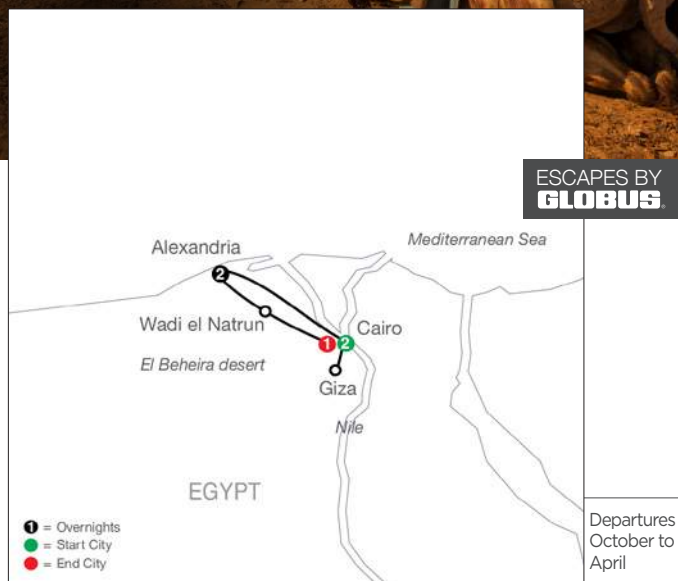 ESCAPES BY
GLOBUS®
Mediterranean Sea
Alexandria
2
Wadi el Natrun
Cairo
1 2
El Beheira desert
Giza
Nile
EGYPT
1 = Overnights
= Start City
= End City
Departures
October to
April